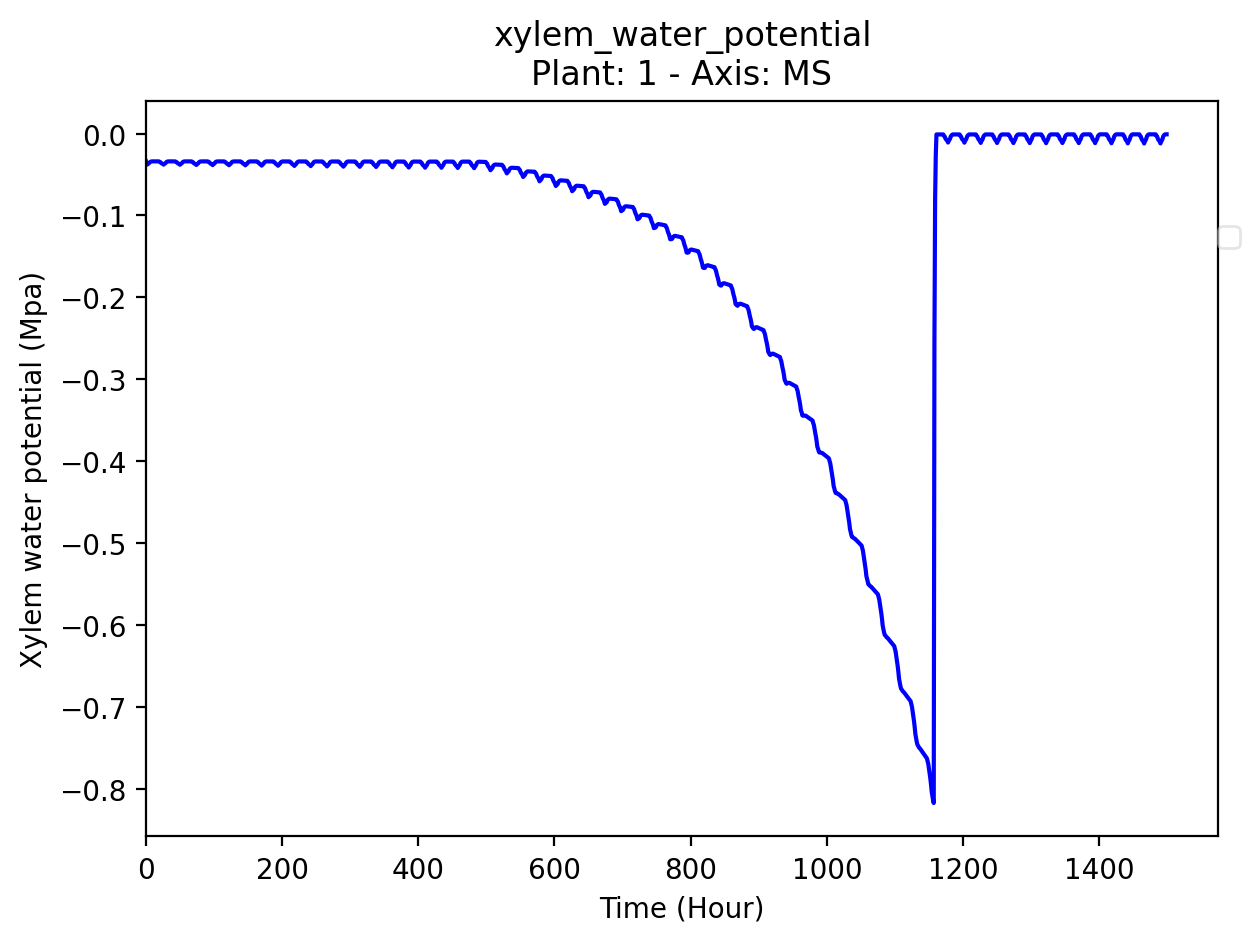 xylem_water_potential
Plant: 1 - Axis: MS
Xylem water potential (Mpa)
0.0
−0.1
−0.2
−0.3
−0.4
−0.5
−0.6
−0.7
−0.8
0 200 400 600 800 1000 1200 1400
Time (Hour)